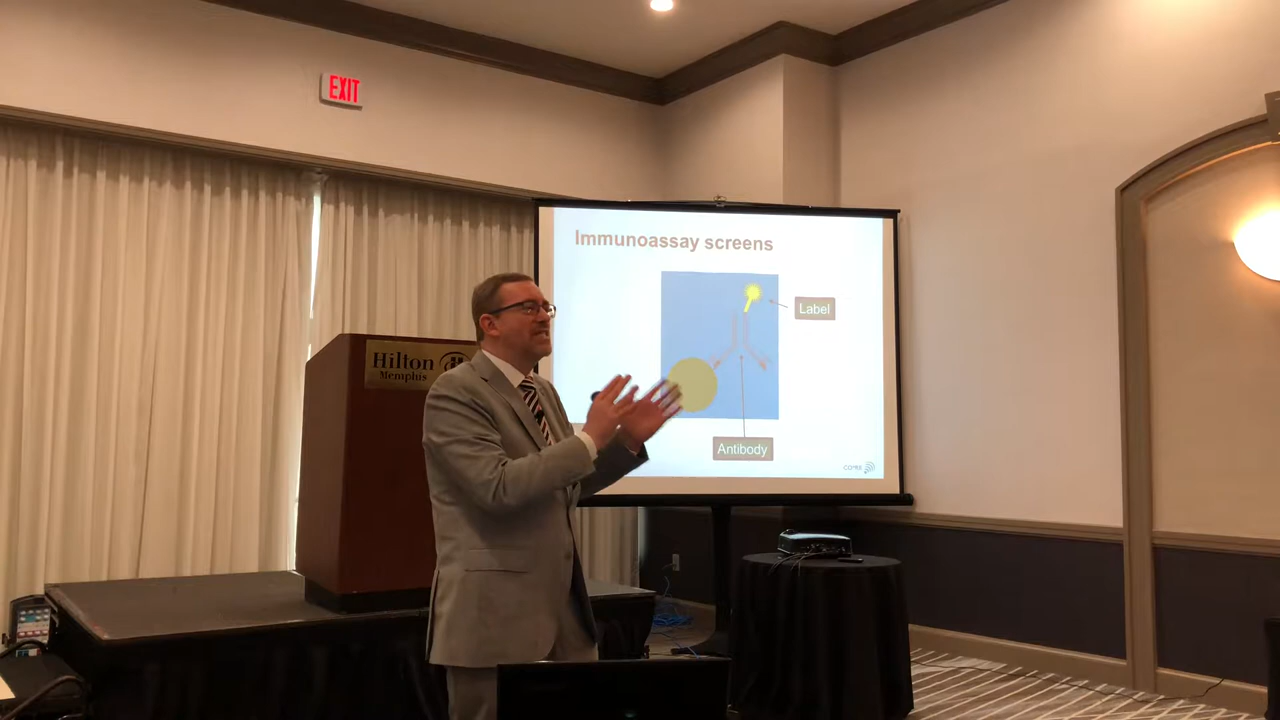 EXIT
Immunoassay screens
Label
Hilton
Memphis
Antibody